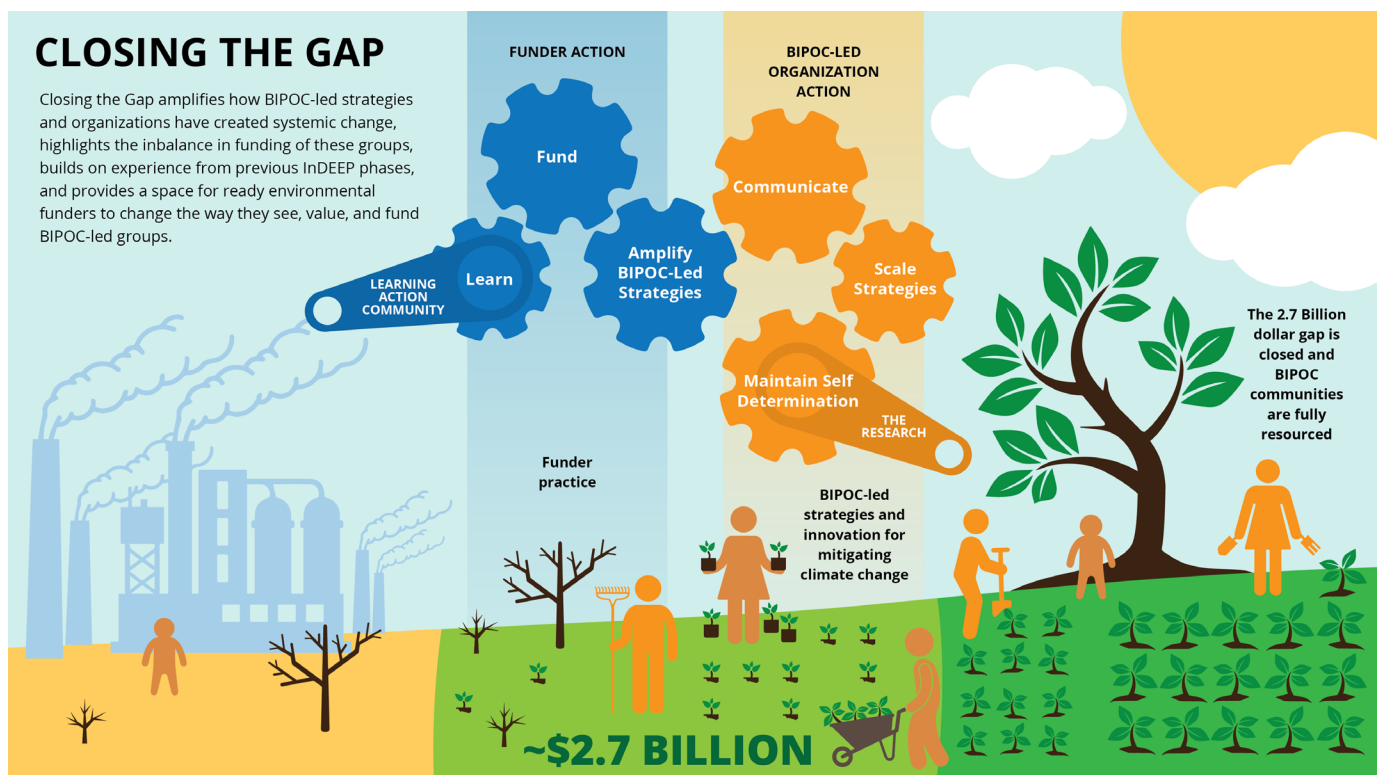 CLOSING THE GAP
Closing the Gap amplifies how BIPOC-led strategies
and organizations have created systemic change,
highlights the inbalance in funding of these groups,
builds on experience from previous InDEEP phases,
and provides a space for ready environmental
funders to change the way they see, value, and fund
BIPOC-led groups.
FUNDER ACTION
Fund
Learn
LEARNING
ACTION
COMMUNITY
Amplify
BIPOC-Led
Strategies
BIPOC-LED
ORGANIZATION
ACTION
Communicate
Scale
Strategies
Maintain Self
Determination
THE
RESEARCH
Funder
practice
BIPOC-led
strategies and
innovation for
mitigating
climate change
The 2.7 Billion
dollar gap is
closed and
BIPOC
communities
are fully
resourced
~$2.7 BILLION